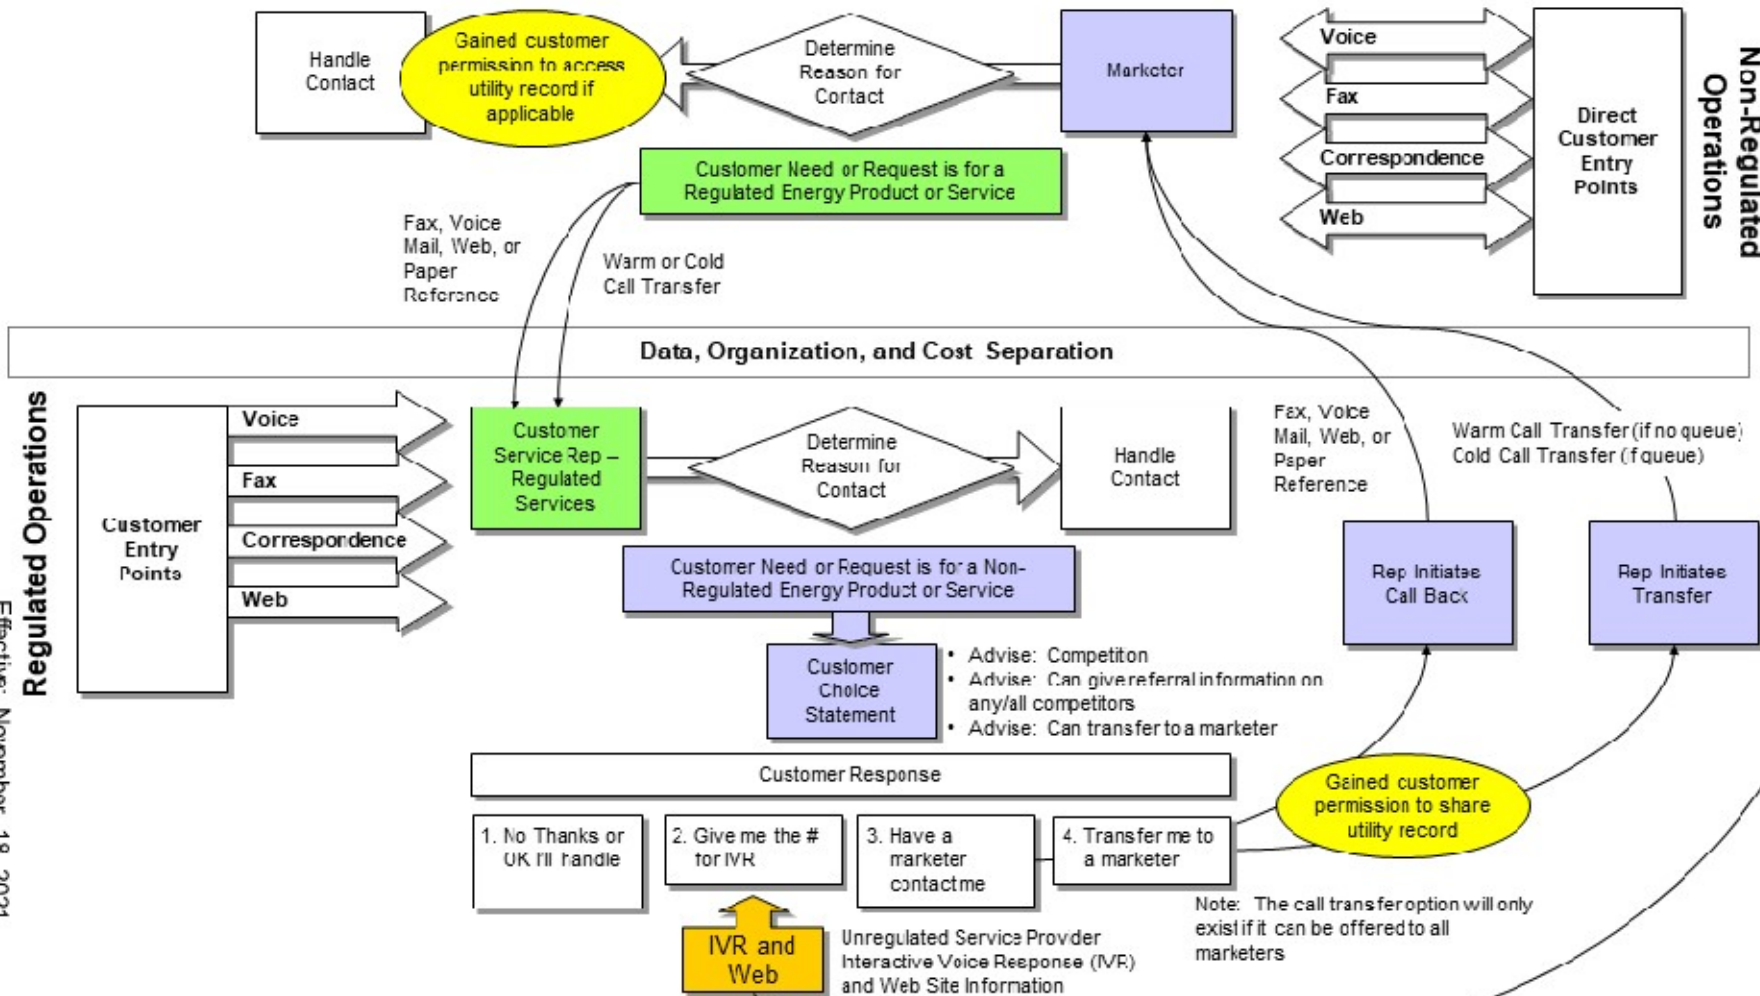 Handle
Contact
Gained customer
permission to access
utility record if
applicable
Determine
Reason for
Contact
Marketer
Voice
Fax
Correspondence
Web
Direct
Customer
Entry
Points
Non-Regulated
Operations
Customer Need or Request is for a
Regulated Energy Product or Service
Fax, Voice
Mail, Web, or
Paper
Reference
Warm or Cold
Call Transfer
Data, Organization, and Cost Separation
Regulated Operations
Effective: November 18, 2021
Customer
Entry
Points
Voice
Fax
Correspondence
Web
Customer
Service Rep –
Regulated
Services
Determine
Reason for
Contact
Handle
Contact
Fax, Voice
Mail, Web, or
Paper
Reference
Warm Call Transfer (if no queue)
Cold Call Transfer (if queue)
Customer Need or Request is for a Non-
Regulated Energy Product or Service
Rep Initiates
Call Back
Rep Initiates
Transfer
Customer
Choice
Statement
• Advise: Competiton
• Advise: Can give referral information on
any/all competitors
• Advise: Can transfer to a marketer
Customer Response
Gained customer
permission to share
utility record
1. No Thanks or
OK I'll handle
2. Give me the #
for IVR
3. Have a
marketer
contact me
4. Transfer me to
a marketer
Note: The call transfer option will only
exist if it can be offered to all
marketers
IVR and
Web
Unregulated Service Provider
Interactive Voice Response (IVR)
and Web Site Information